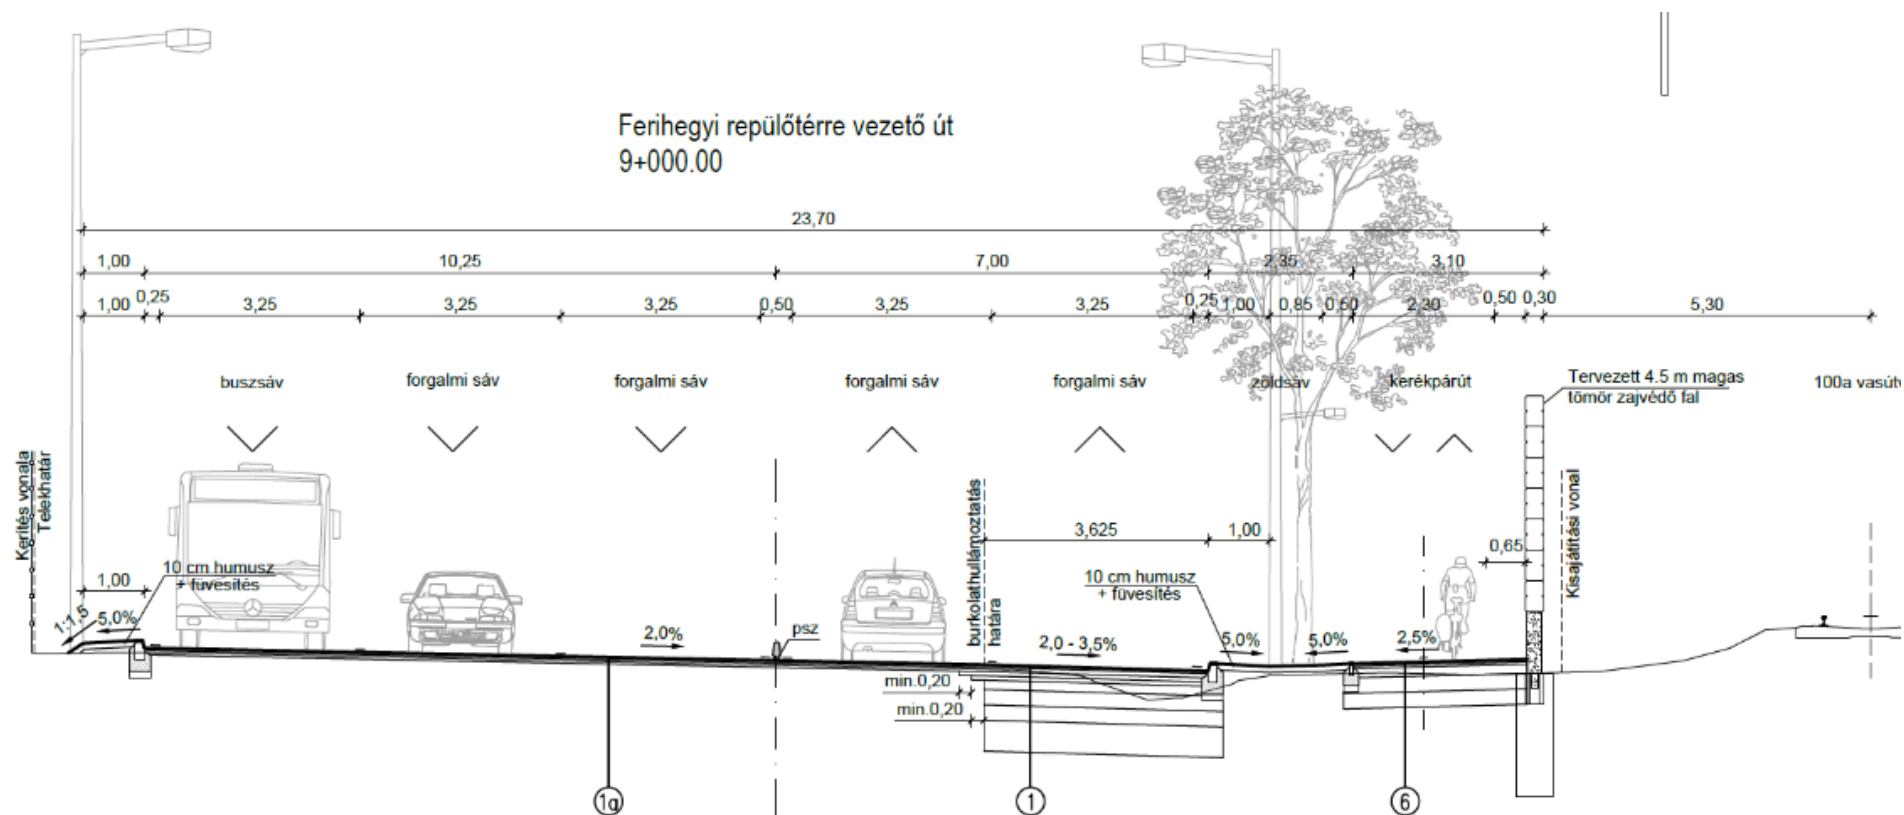 Ferihegyi repülőtérre vezető út
9+000.00
23,70
1,00 10,25 7,00 2,35 3,10
1,00 0,25 3,25 3,25 3,25 0,50 3,25 3,25 0,25 1,00 0,85 0,50 2,30 0,50 0,30 5,30
buszsáv forgalmi sáv forgalmi sáv forgalmi sáv forgalmi sáv zöldsáv kerékpárút
Tervezett 4.5 m magas
tömör zajvédő fal
100a vasútv
Kerítés vonala
Telekhatár
burkolathullámoztatás
határa
Kisajátítási vonal
3,625 1,00
0,65
10 cm humusz
+ füvesítés
1,00
10 cm humusz
+ füvesítés
1:1,5 5,0%
2,0%
psz
2,0 - 3,5%
5,0% 5,0% 2,5%
min.0,20
min.0,20
1a 1 6